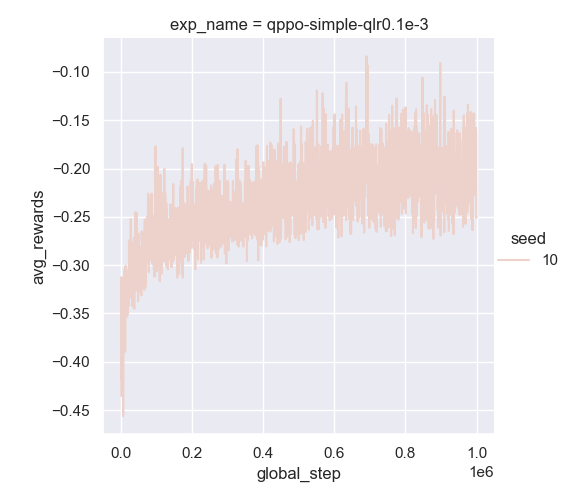 exp_name = qppo-simple-qlr0.1e-3
−0.10
−0.15
−0.20
−0.25
−0.30
−0.35
−0.40
−0.45
avg_rewards
seed
10
0.0 0.2 0.4 0.6 0.8 1.0
1e6
global_step